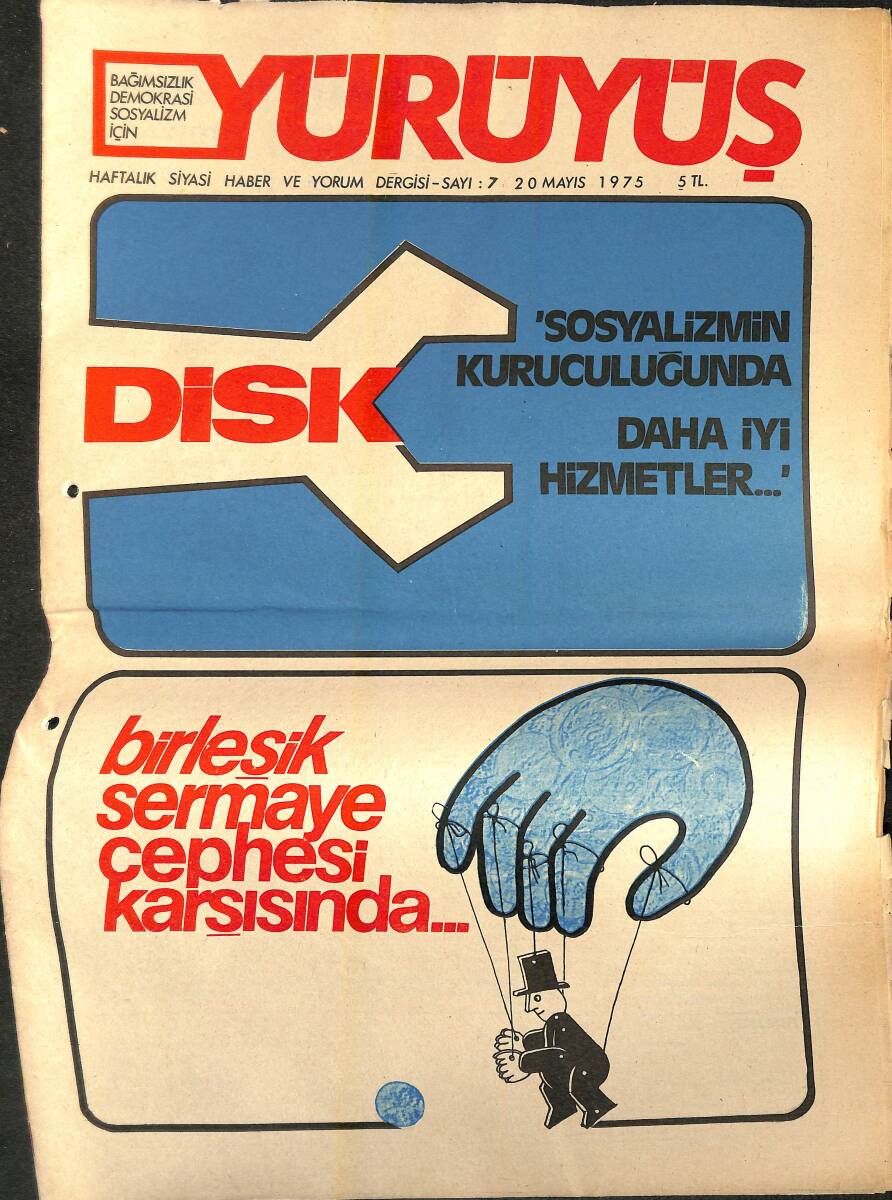 BAĞIMSIZLIK
DEMOKRASİ
SOSYALİZM
İÇİN
YÜRÜYÜŞ
HAFTALIK SİYASİ HABER VE YORUM DERGİSİ-SAYI : 7 20 MAYIS 1975 5 TL.
DİSK
'SOSYALİZMİN
KURUCULUĞUNDA
DAHA İYİ
HİZMETLER...'
birleşik
sermaye
cephesi
karşısında...